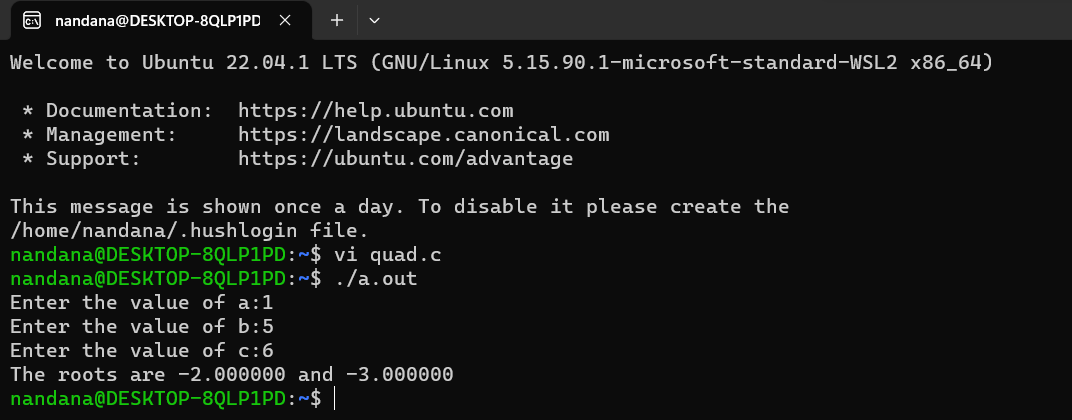 nandana@DESKTOP-8QLP1PD
Welcome to Ubuntu 22.04.1 LTS (GNU/Linux 5.15.90.1-microsoft-standard-WSL2 x86_64)
* Documentation:  https://help.ubuntu.com
* Management:     https://landscape.canonical.com
* Support:        https://ubuntu.com/advantage
This message is shown once a day. To disable it please create the
/home/nandana/.hushlogin file.
nandana@DESKTOP-8QLP1PD:~$ vi quad.c
nandana@DESKTOP-8QLP1PD:~$ ./a.out
Enter the value of a:1
Enter the value of b:5
Enter the value of c:6
The roots are -2.000000 and -3.000000
nandana@DESKTOP-8QLP1PD:~$